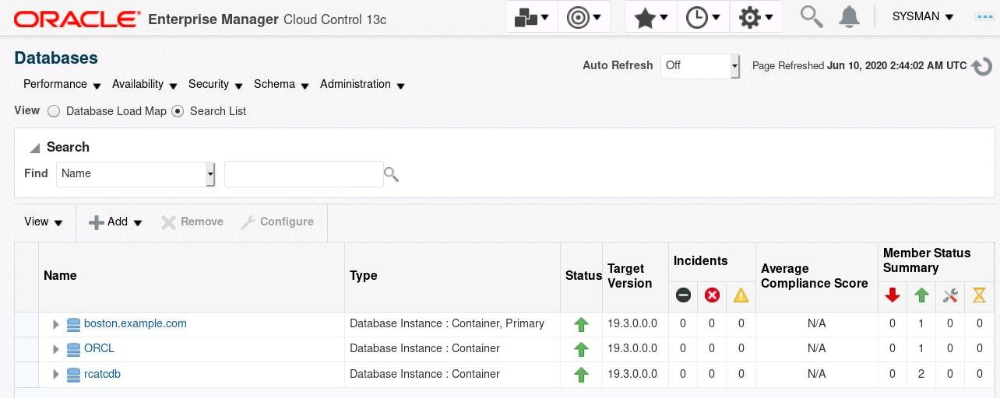 ORACLE Enterprise Manager Cloud Control 13c SYSMAN
Databases
Auto Refresh Off Page Refreshed Jun 10, 2020 2:44:02 AM UTC
Performance Availability Security Schema Administration
View Database Load Map Search List
Search
Find Name
View Add Remove Configure
Name Type Status Target Version Incidents Average Compliance Score Member Status Summary
boston.example.com Database Instance : Container, Primary 19.3.0.0.0 0 0 0 N/A 0 1 0 0
ORCL Database Instance : Container 19.3.0.0.0 0 0 0 N/A 0 1 0 0
rcatcdb Database Instance : Container 19.3.0.0.0 0 0 0 N/A 0 2 0 0